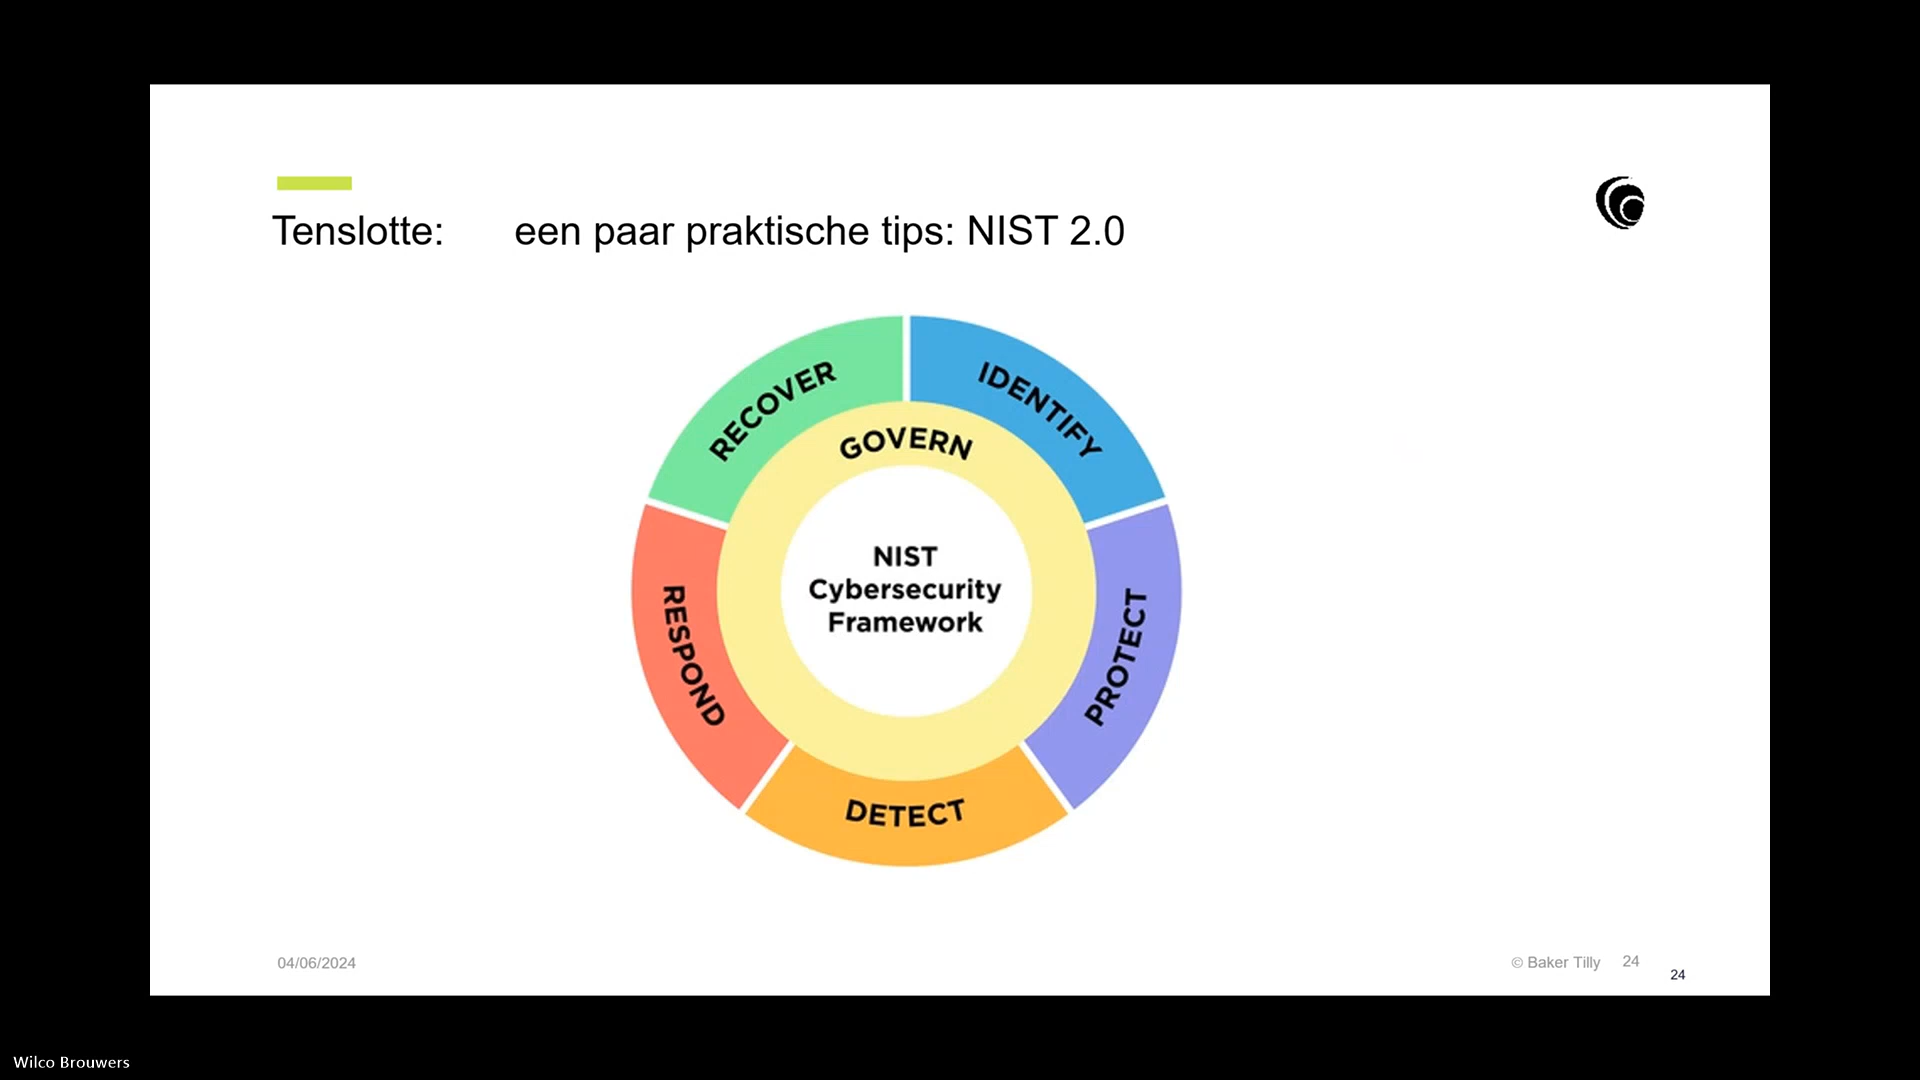 Tenslotte: een paar praktische tips: NIST 2.0
RECOVER
IDENTIFY
GOVERN
NIST
Cybersecurity
Framework
RESPOND
PROTECT
DETECT
04/06/2024
© Baker Tilly 24
24
Wilco Brouwers